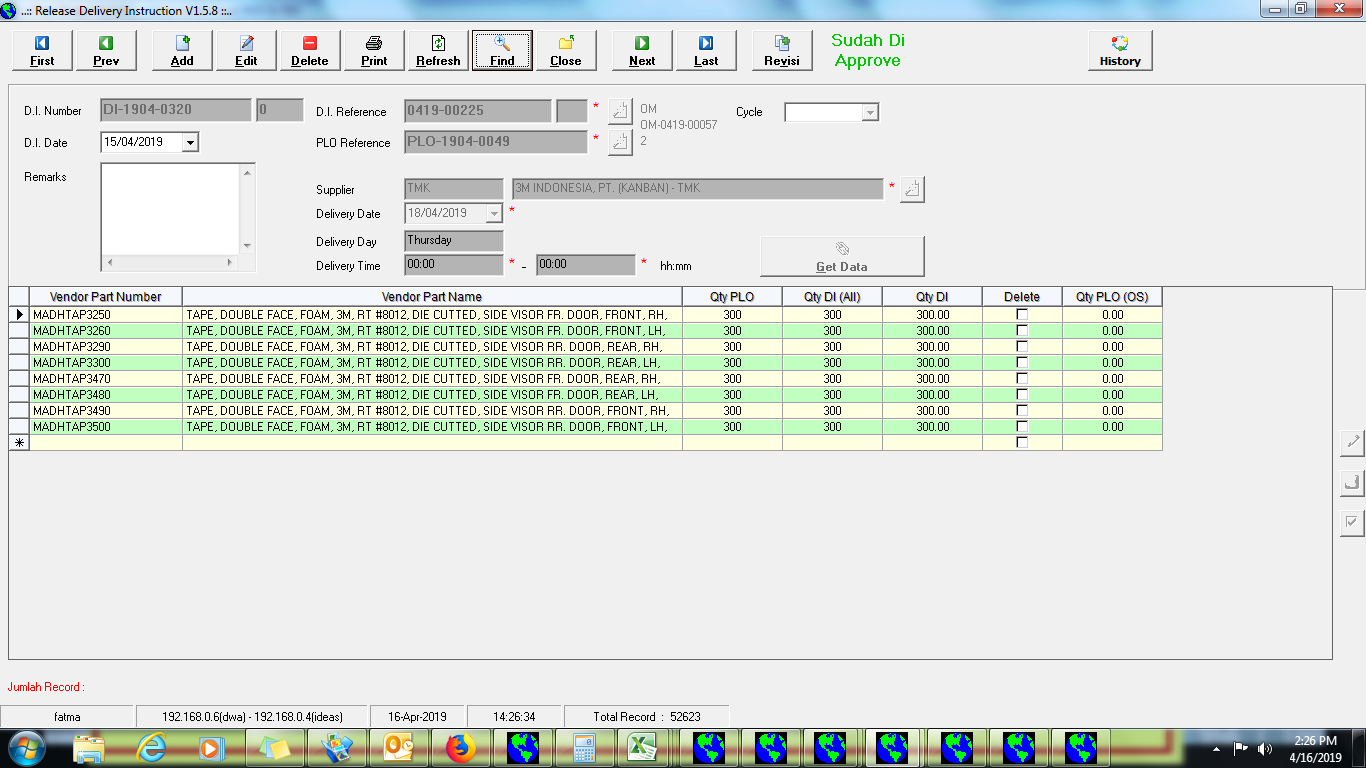 ..:: Release Delivery Instruction V1.5.8 ::..
First Prev Add Edit Delete Print Refresh Find Close Next Last Revisi Sudah Di Approve History
D.I. Number DI-1904-0320 0 D.I. Reference 0419-00225 * OM Cycle
OM-0419-00057
D.I. Date 15/04/2019 PLO Reference PLO-1904-0049 * 2
Remarks
Supplier TMK 3M INDONESIA, PT. (KANBAN) - TMK *
Delivery Date 18/04/2019 *
Delivery Day Thursday
Delivery Time 00:00 * - 00:00 * hh:mm Get Data
Vendor Part Number Vendor Part Name Qty PLO Qty DI (All) Qty DI Delete Qty PLO (OS)
MADHTAP3250 TAPE, DOUBLE FACE, FOAM, 3M, RT #8012, DIE CUTTED, SIDE VISOR FR. DOOR, FRONT, RH, 300 300 300.00 0.00
MADHTAP3260 TAPE, DOUBLE FACE, FOAM, 3M, RT #8012, DIE CUTTED, SIDE VISOR FR. DOOR, FRONT, LH, 300 300 300.00 0.00
MADHTAP3290 TAPE, DOUBLE FACE, FOAM, 3M, RT #8012, DIE CUTTED, SIDE VISOR RR. DOOR, REAR, RH, 300 300 300.00 0.00
MADHTAP3300 TAPE, DOUBLE FACE, FOAM, 3M, RT #8012, DIE CUTTED, SIDE VISOR RR. DOOR, REAR, LH, 300 300 300.00 0.00
MADHTAP3470 TAPE, DOUBLE FACE, FOAM, 3M, RT #8012, DIE CUTTED, SIDE VISOR FR. DOOR, REAR, RH, 300 300 300.00 0.00
MADHTAP3480 TAPE, DOUBLE FACE, FOAM, 3M, RT #8012, DIE CUTTED, SIDE VISOR FR. DOOR, REAR, LH, 300 300 300.00 0.00
MADHTAP3490 TAPE, DOUBLE FACE, FOAM, 3M, RT #8012, DIE CUTTED, SIDE VISOR RR. DOOR, FRONT, RH, 300 300 300.00 0.00
MADHTAP3500 TAPE, DOUBLE FACE, FOAM, 3M, RT #8012, DIE CUTTED, SIDE VISOR RR. DOOR, FRONT, LH, 300 300 300.00 0.00
Jumlah Record :
fatma 192.168.0.6(dwa) - 192.168.0.4(ideas) 16-Apr-2019 14:26:34 Total Record : 52623
2:26 PM
4/16/2019